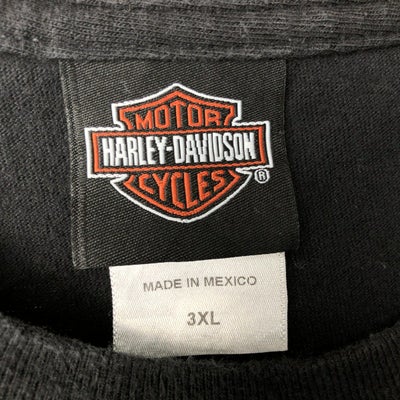 MOTOR
HARLEY-DAVIDSON
CYCLES
®
MADE IN MEXICO
3XL